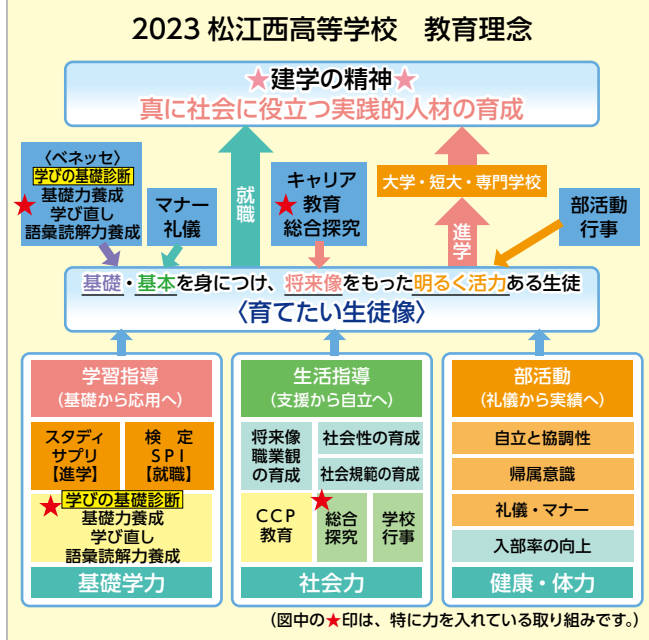 2023 松江西高等学校　教育理念
★建学の精神★
真に社会に役立つ実践的人材の育成
〈ベネッセ〉
学びの基礎診断
★基礎力養成
学び直し
語彙読解力養成
マナー
礼儀
就職
キャリア
★教育
総合探究
大学・短大・専門学校
進学
部活動
行事
基礎・基本を身につけ、将来像をもった明るく活力ある生徒
〈育てたい生徒像〉
学習指導
(基礎から応用へ)
スタディ
サプリ
【進学】
検　定
SPI
【就職】
★学びの基礎診断
基礎力養成
学び直し
語彙読解力養成
基礎学力
生活指導
(支援から自立へ)
将来像
職業観
の育成
社会性の育成
社会規範の育成
CCP
教育
★総合
探究
学校
行事
社会力
部活動
(礼儀から実績へ)
自立と協調性
帰属意識
礼儀・マナー
入部率の向上
健康・体力
(図中の★印は、特に力を入れている取り組みです。)